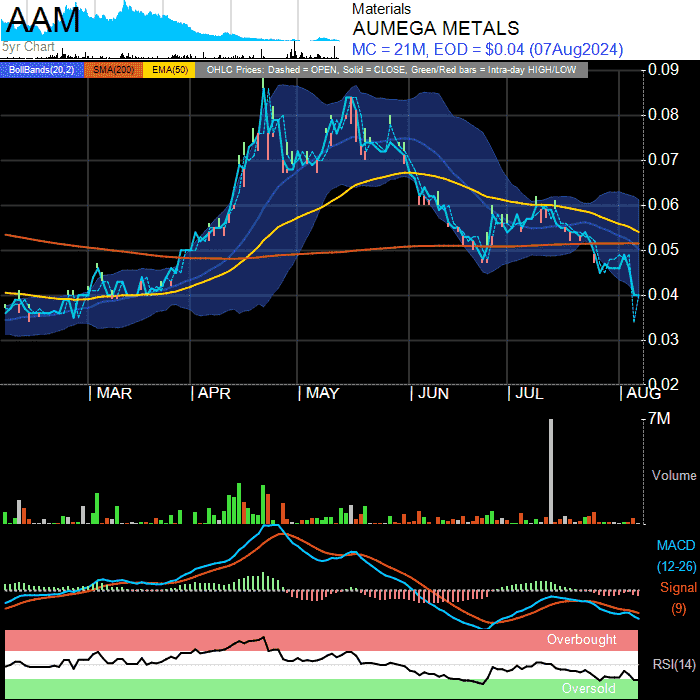 AAM
5yr Chart
Materials
AUMEGA METALS
MC = 21M, EOD = $0.04 (07Aug2024)
BollBands(20,2) SMA(200) EMA(50) OHLC Prices: Dashed = OPEN, Solid = CLOSE, Green/Red bars = Intra-day HIGH/LOW
0.09
0.08
0.07
0.06
0.05
0.04
0.03
0.02
| MAR | APR | MAY | JUN | JUL | AUG
7M
Volume
MACD
(12-26)
Signal
(9)
Overbought
RSI(14)
Oversold